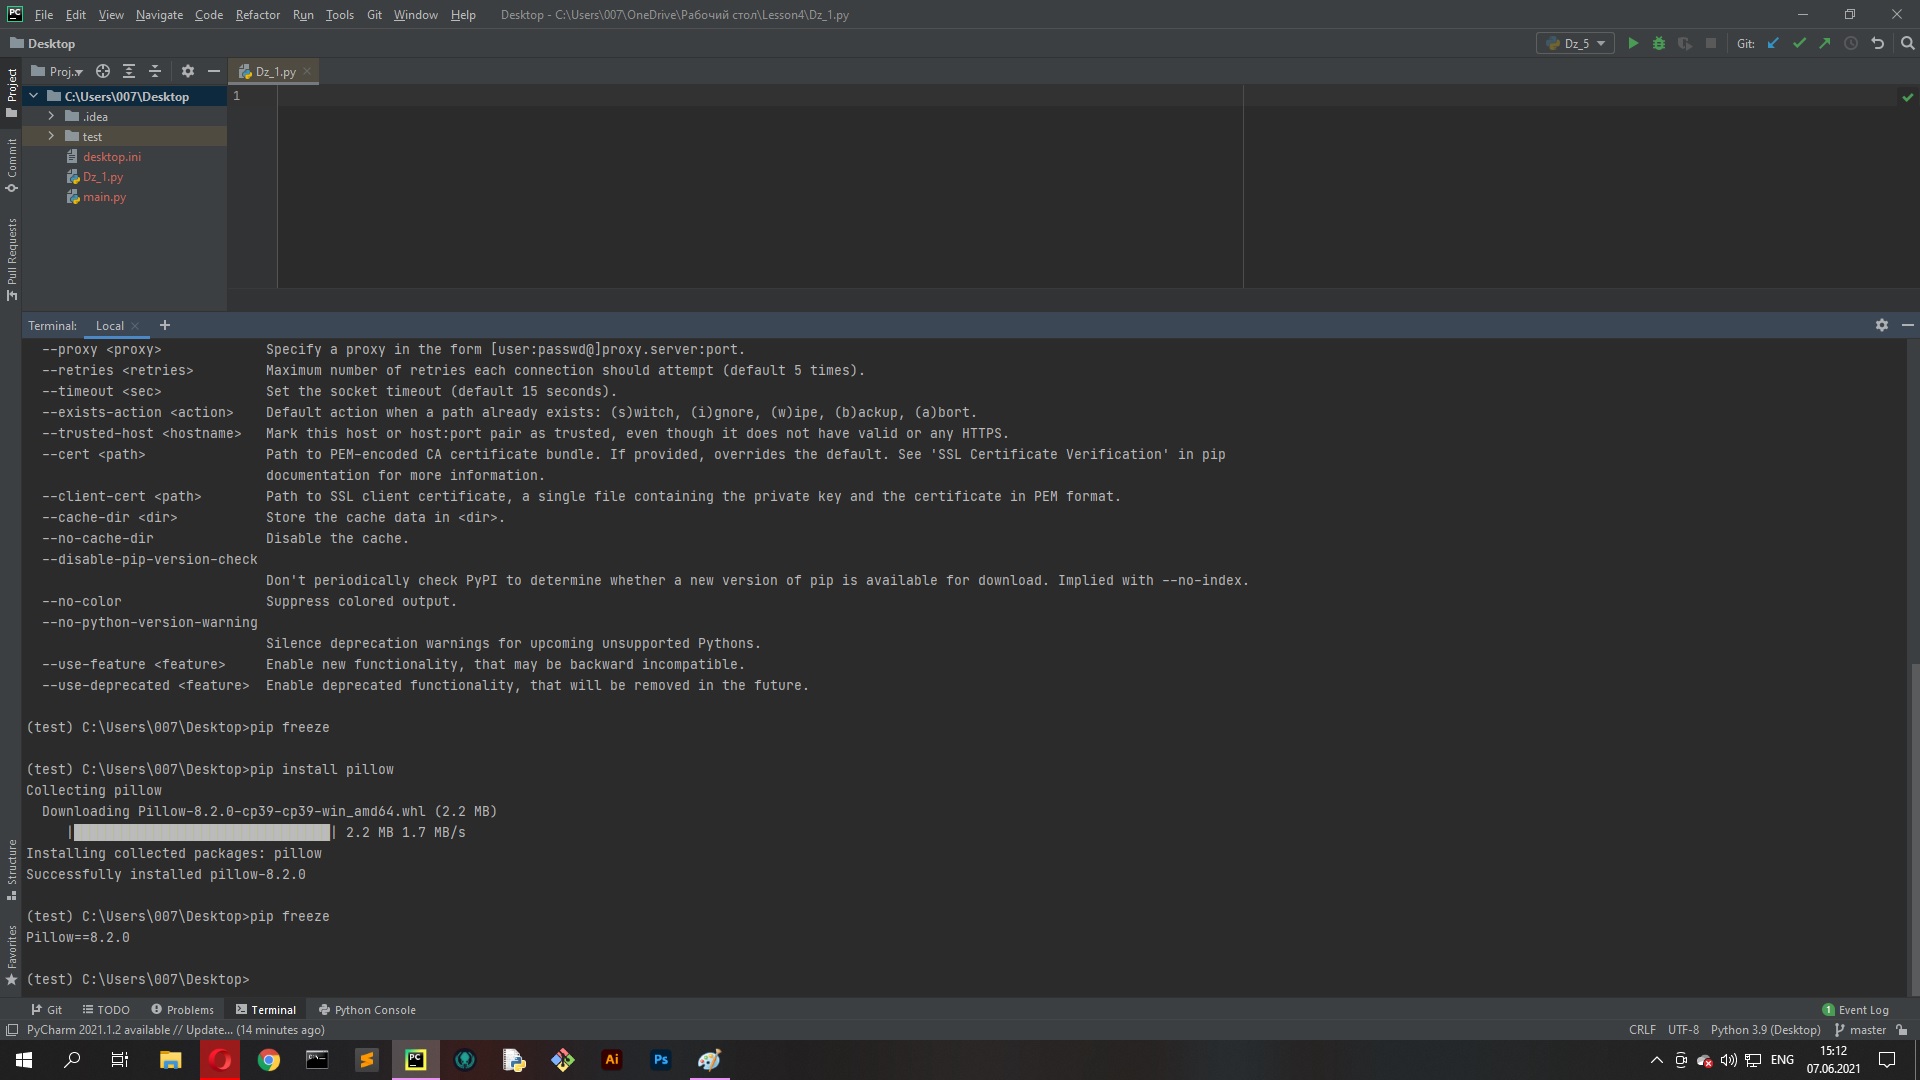 PC File Edit View Navigate Code Refactor Run Tools Git Window Help Desktop - C:\Users\007\OneDrive\Рабочий стол\Lesson4\Dz_1.py
Desktop Dz_5 Git:
Proj... Dz_1.py
Project
C:\Users\007\Desktop
1
.idea
test
desktop.ini
Dz_1.py
main.py
Commit
Pull Requests
Terminal: Local +
--proxy <proxy> Specify a proxy in the form [user:passwd@]proxy.server:port.
--retries <retries> Maximum number of retries each connection should attempt (default 5 times).
--timeout <sec> Set the socket timeout (default 15 seconds).
--exists-action <action> Default action when a path already exists: (s)witch, (i)gnore, (w)ipe, (b)ackup, (a)bort.
--trusted-host <hostname> Mark this host or host:port pair as trusted, even though it does not have valid or any HTTPS.
--cert <path> Path to PEM-encoded CA certificate bundle. If provided, overrides the default. See 'SSL Certificate Verification' in pip
documentation for more information.
--client-cert <path> Path to SSL client certificate, a single file containing the private key and the certificate in PEM format.
--cache-dir <dir> Store the cache data in <dir>.
--no-cache-dir Disable the cache.
--disable-pip-version-check
Don't periodically check PyPI to determine whether a new version of pip is available for download. Implied with --no-index.
--no-color Suppress colored output.
--no-python-version-warning
Silence deprecation warnings for upcoming unsupported Pythons.
--use-feature <feature> Enable new functionality, that may be backward incompatible.
--use-deprecated <feature> Enable deprecated functionality, that will be removed in the future.
(test) C:\Users\007\Desktop>pip freeze
(test) C:\Users\007\Desktop>pip install pillow
Collecting pillow
Downloading Pillow-8.2.0-cp39-cp39-win_amd64.whl (2.2 MB)
|████████████████████████████████| 2.2 MB 1.7 MB/s
Installing collected packages: pillow
Successfully installed pillow-8.2.0
(test) C:\Users\007\Desktop>pip freeze
Pillow==8.2.0
(test) C:\Users\007\Desktop>
Structure
Favorites
Git TODO Problems Terminal Python Console 1 Event Log
PyCharm 2021.1.2 available // Update... (14 minutes ago) CRLF UTF-8 Python 3.9 (Desktop) master
PC Ai Ps ENG 15:12
07.06.2021